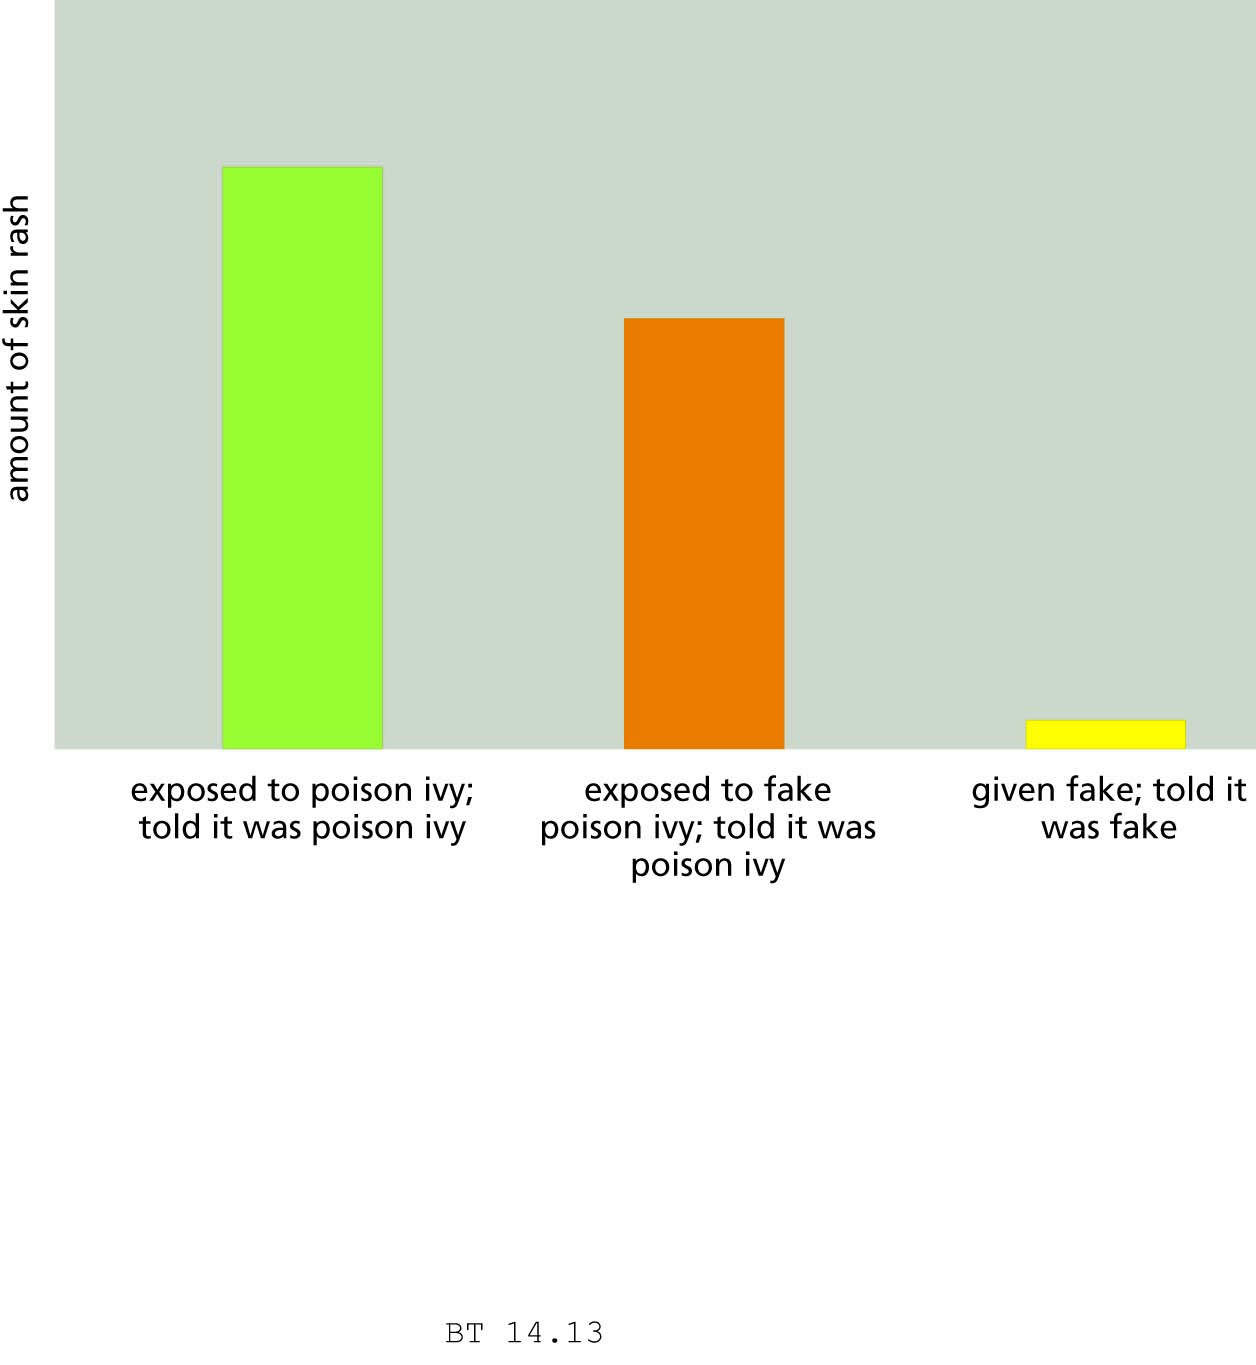 amount of skin rash
exposed to poison ivy;
told it was poison ivy
exposed to fake
poison ivy; told it was
poison ivy
given fake; told it
was fake
BT 14.13